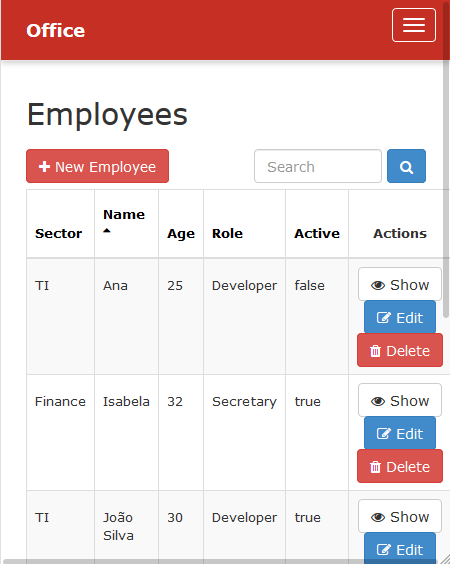 Office
Employees
New Employee
Search
Sector Name Age Role Active Actions
TI Ana 25 Developer false Show
Edit
Delete
Finance Isabela 32 Secretary true Show
Edit
Delete
TI João 30 Developer true Show
Silva
Edit